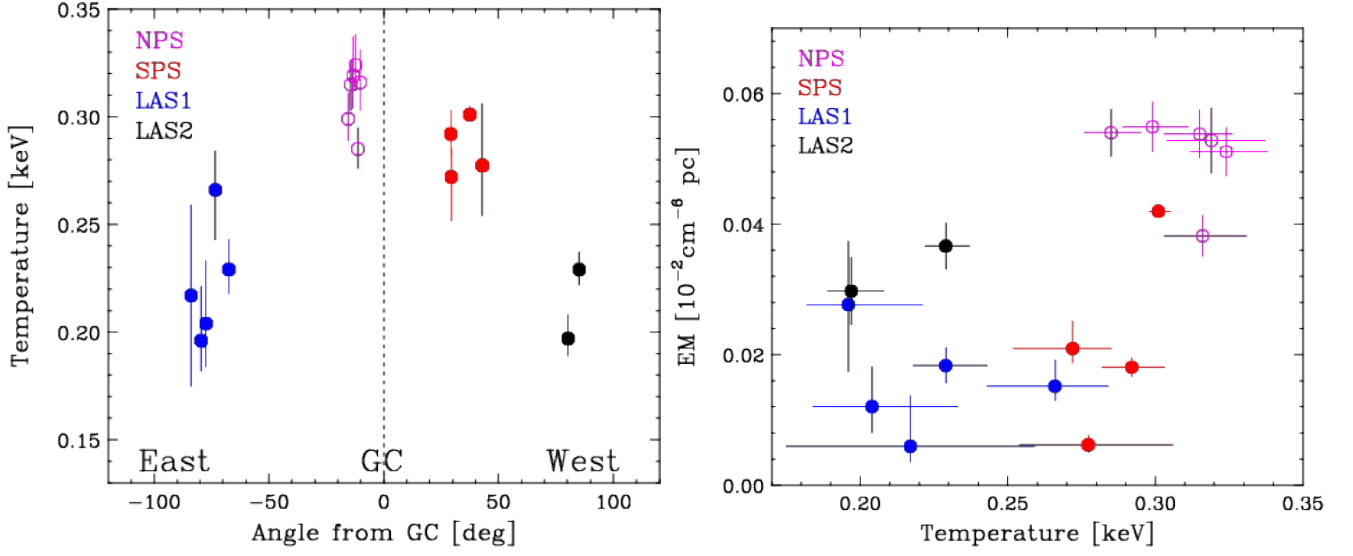 0.35
0.30
0.25
0.20
0.15
Temperature [keV]
NPS
SPS
LAS1
LAS2
East
GC
West
−100
−50
0
50
100
Angle from GC [deg]
0.06
0.04
0.02
0.00
EM [10⁻²cm⁻⁶ pc]
NPS
SPS
LAS1
LAS2
0.20
0.25
0.30
0.35
Temperature [keV]